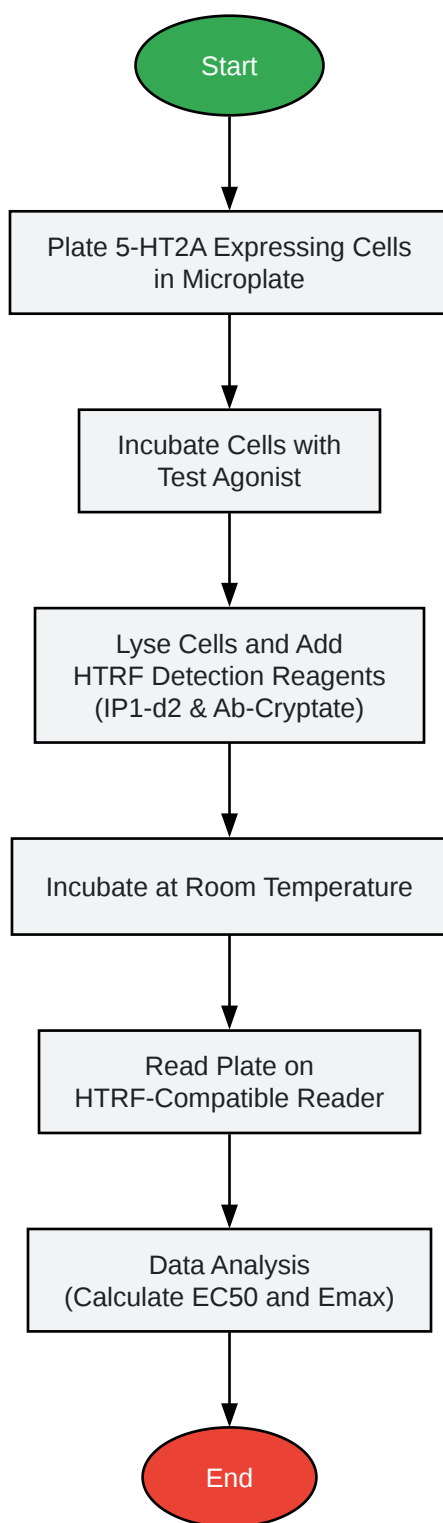 Start
Plate 5-HT2A Expressing Cells
in Microplate
Incubate Cells with
Test Agonist
Lyse Cells and Add
HTRF Detection Reagents
(IP1-d2 & Ab-Cryptate)
Incubate at Room Temperature
Read Plate on
HTRF-Compatible Reader
Data Analysis
(Calculate EC50 and Emax)
End